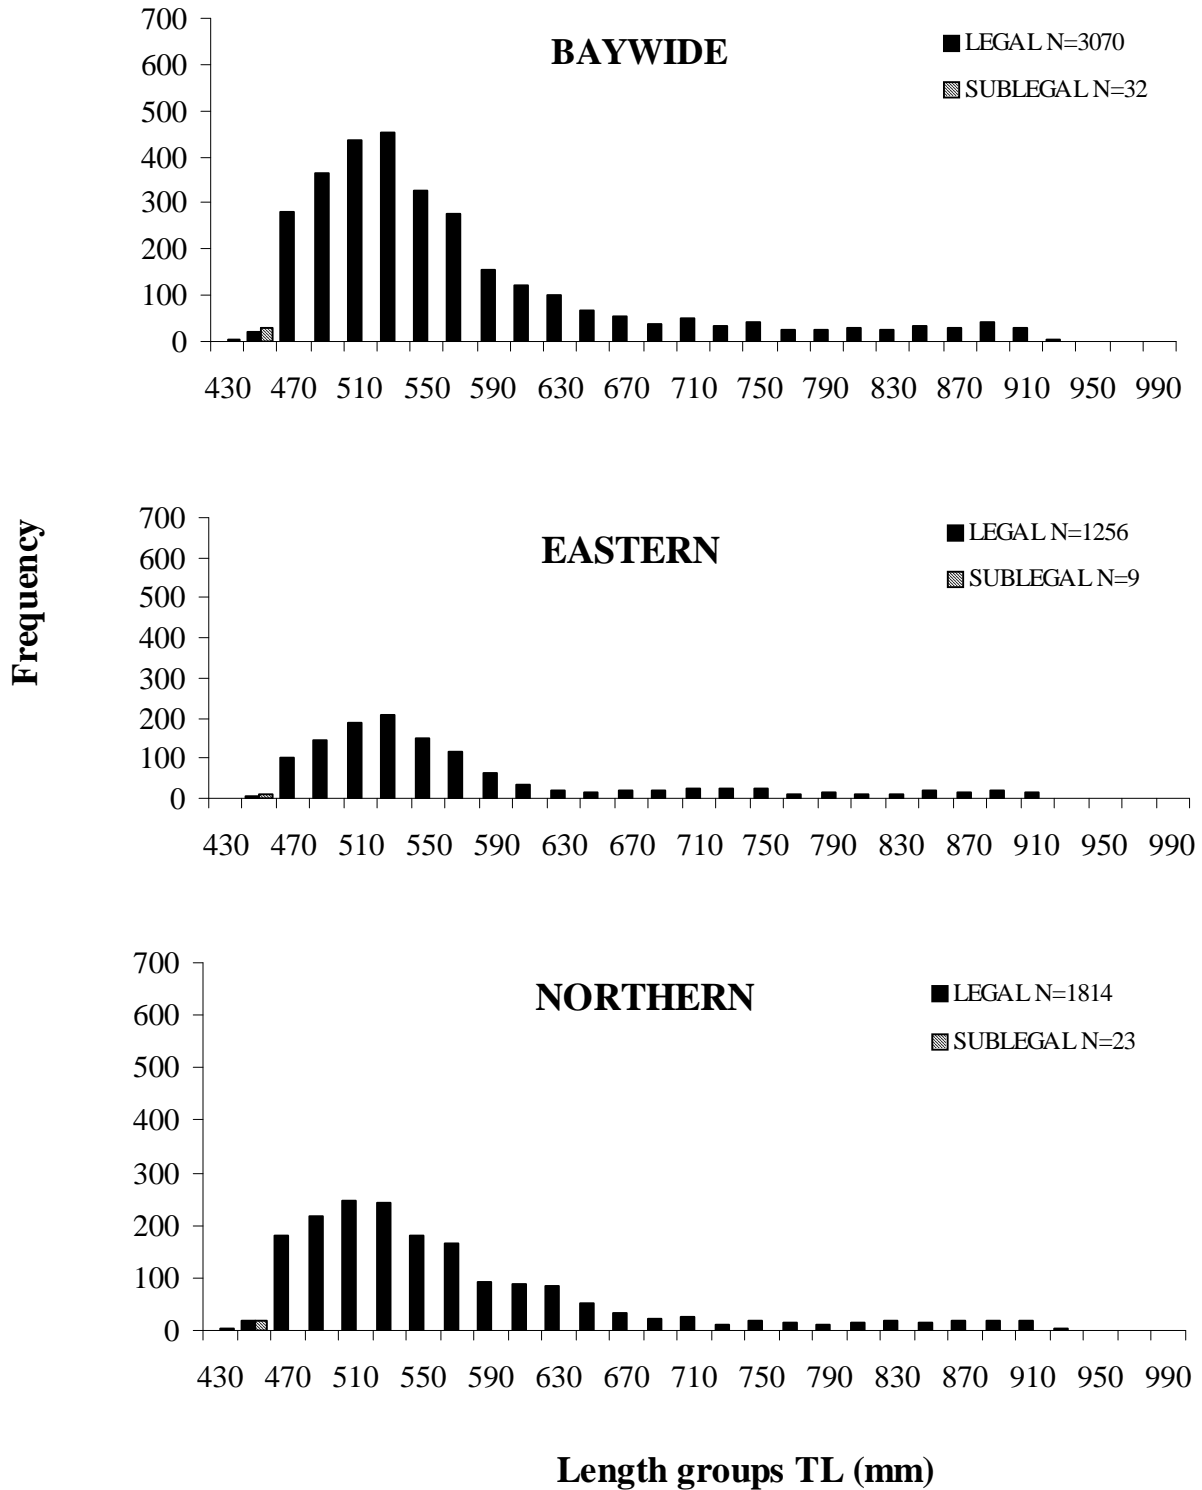 700
BAYWIDE
LEGAL N=3070
600
SUBLEGAL N=32
500
400
300
200
100
0
430 470 510 550 590 630 670 710 750 790 830 870 910 950 990
Frequency
700
EASTERN
LEGAL N=1256
600
SUBLEGAL N=9
500
400
300
200
100
0
430 470 510 550 590 630 670 710 750 790 830 870 910 950 990
700
NORTHERN
LEGAL N=1814
600
SUBLEGAL N=23
500
400
300
200
100
0
430 470 510 550 590 630 670 710 750 790 830 870 910 950 990
Length groups TL (mm)